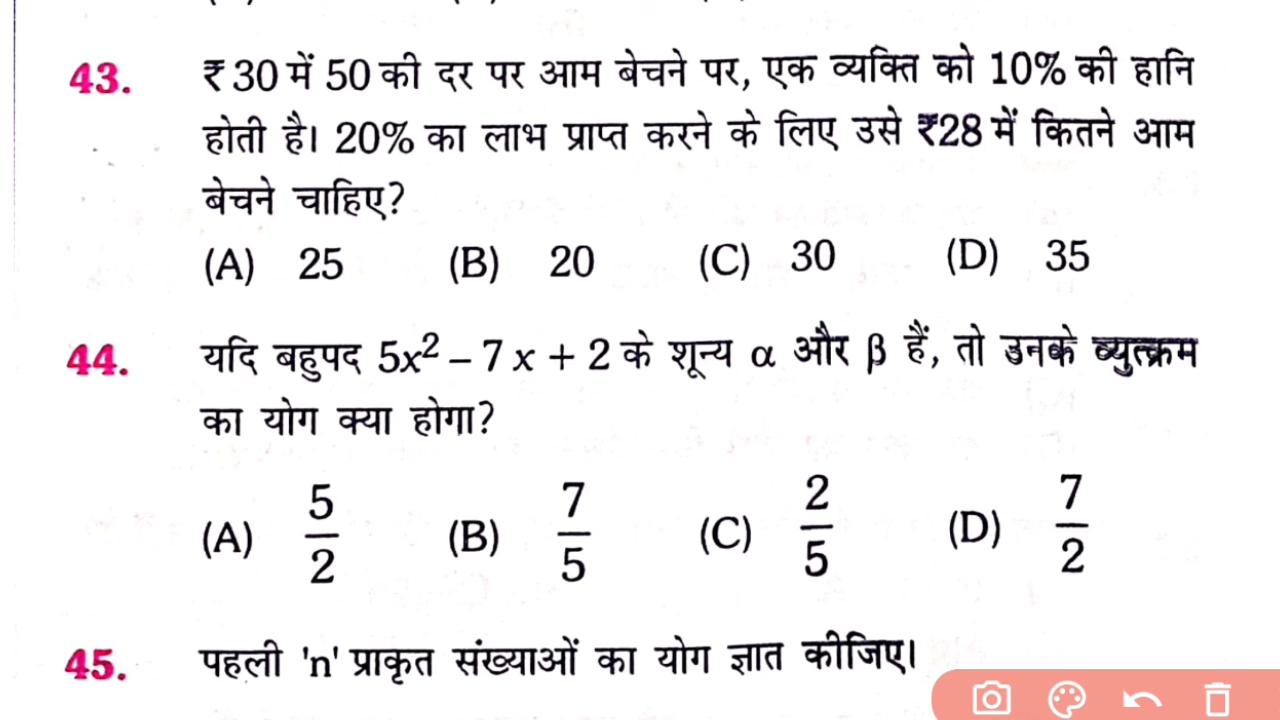 43. ₹30 में 50 की दर पर आम बेचने पर, एक व्यक्ति को 10% की हानि
होती है। 20% का लाभ प्राप्त करने के लिए उसे ₹28 में कितने आम
बेचने चाहिए?
(A) 25 (B) 20 (C) 30 (D) 35
44. यदि बहुपद 5x² – 7x + 2 के शून्य α और β हैं, तो उनके व्युत्क्रम
का योग क्या होगा?
(A) 5/2 (B) 7/5 (C) 2/5 (D) 7/2
45. पहली 'n' प्राकृत संख्याओं का योग ज्ञात कीजिए।